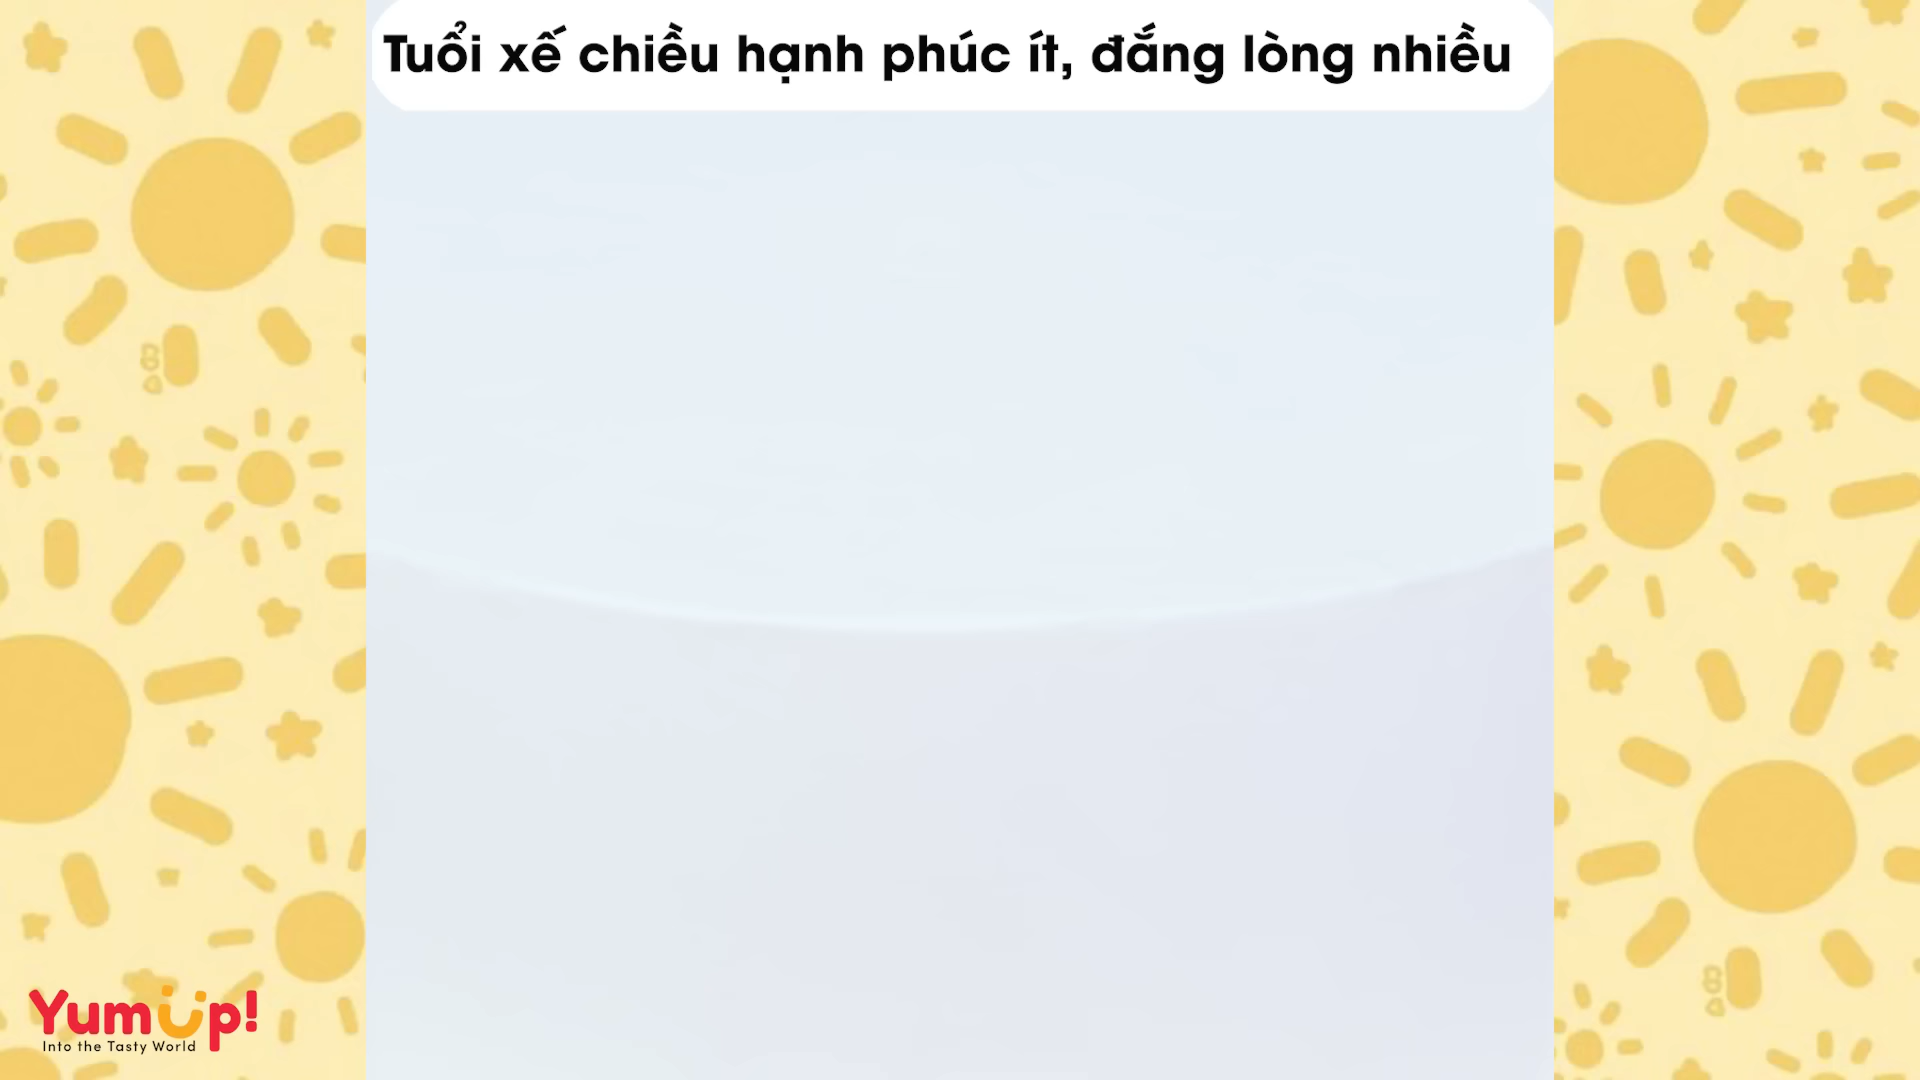 Tuổi xế chiều hạnh phúc ít, đắng lòng nhiều
YumUp!
Into the Tasty World